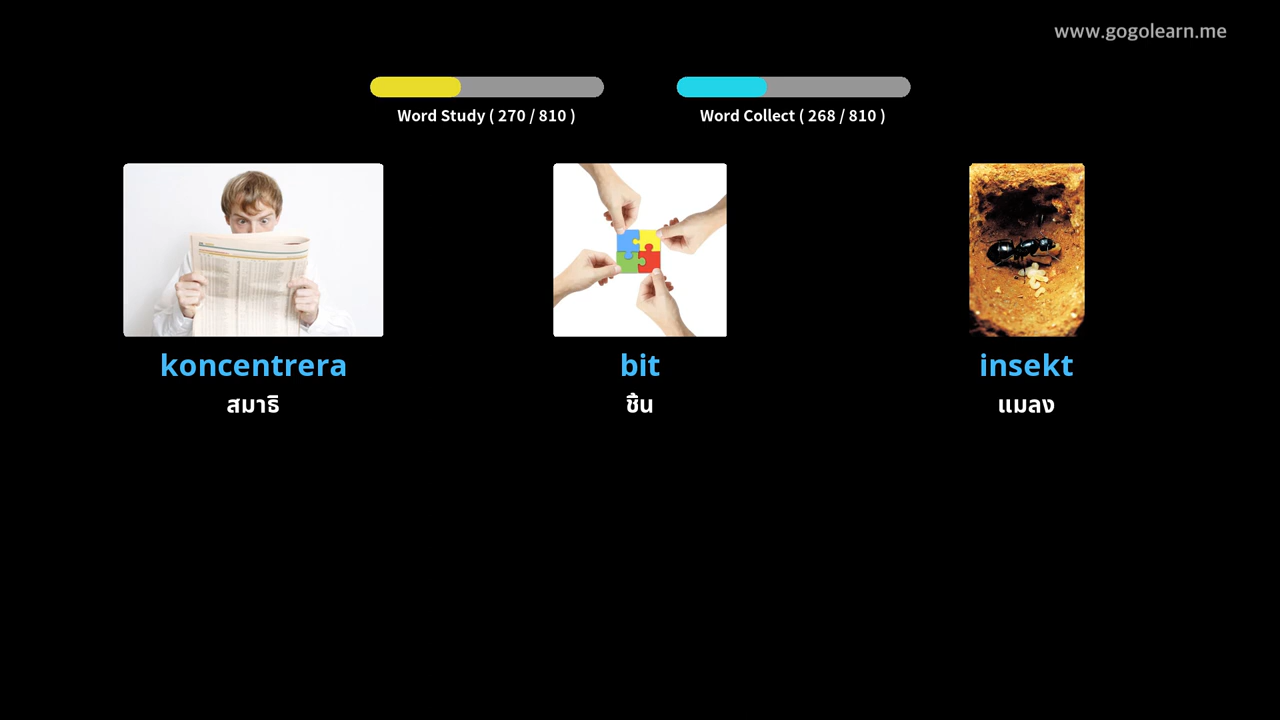 www.gogolearn.me
Word Study ( 270 / 810 )
Word Collect ( 268 / 810 )
koncentrera
bit
insekt
สมาธิ
ชิ้น
แมลง